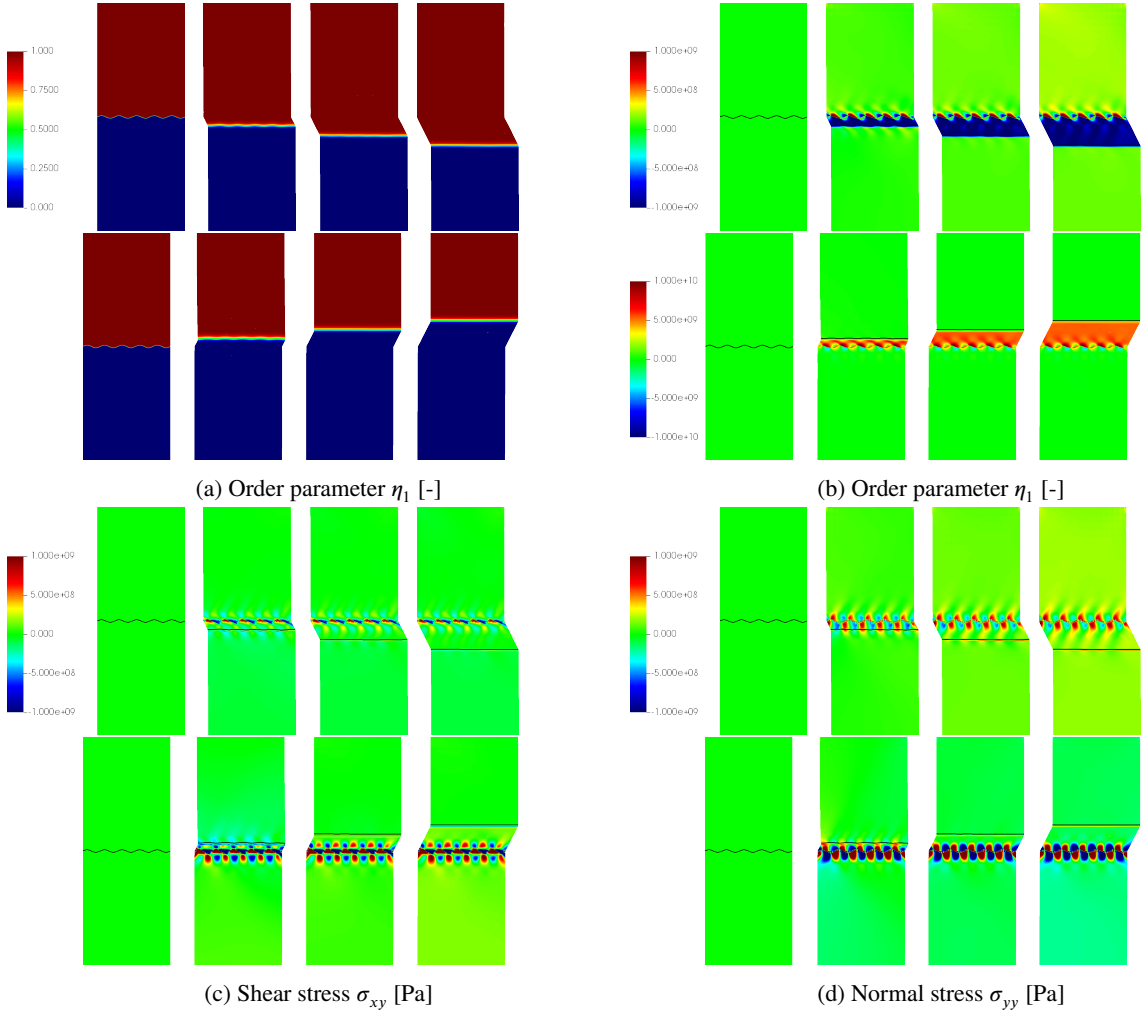 1.000
0.7500
0.5000
0.2500
0.000
1.000e+09
5.000e+08
0.000
-5.000e+08
-1.000e+09
1.000e+10
5.000e+09
0.000
-5.000e+09
-1.000e+10
(a) Order parameter η₁ [-]
(b) Order parameter η₁ [-]
1.000e+09
5.000e+08
0.000
-5.000e+08
-1.000e+09
1.000e+09
5.000e+08
0.000
-5.000e+08
-1.000e+09
(c) Shear stress σxy [Pa]
(d) Normal stress σyy [Pa]